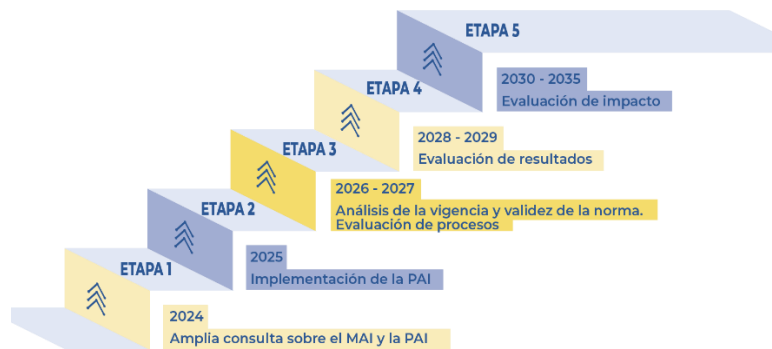 ETAPA 5
2030 - 2035
Evaluación de impacto
ETAPA 4
2028 - 2029
Evaluación de resultados
ETAPA 3
2026 - 2027
Análisis de la vigencia y validez de la norma.
Evaluación de procesos
ETAPA 2
2025
Implementación de la PAI
ETAPA 1
2024
Amplia consulta sobre el MAI y la PAI